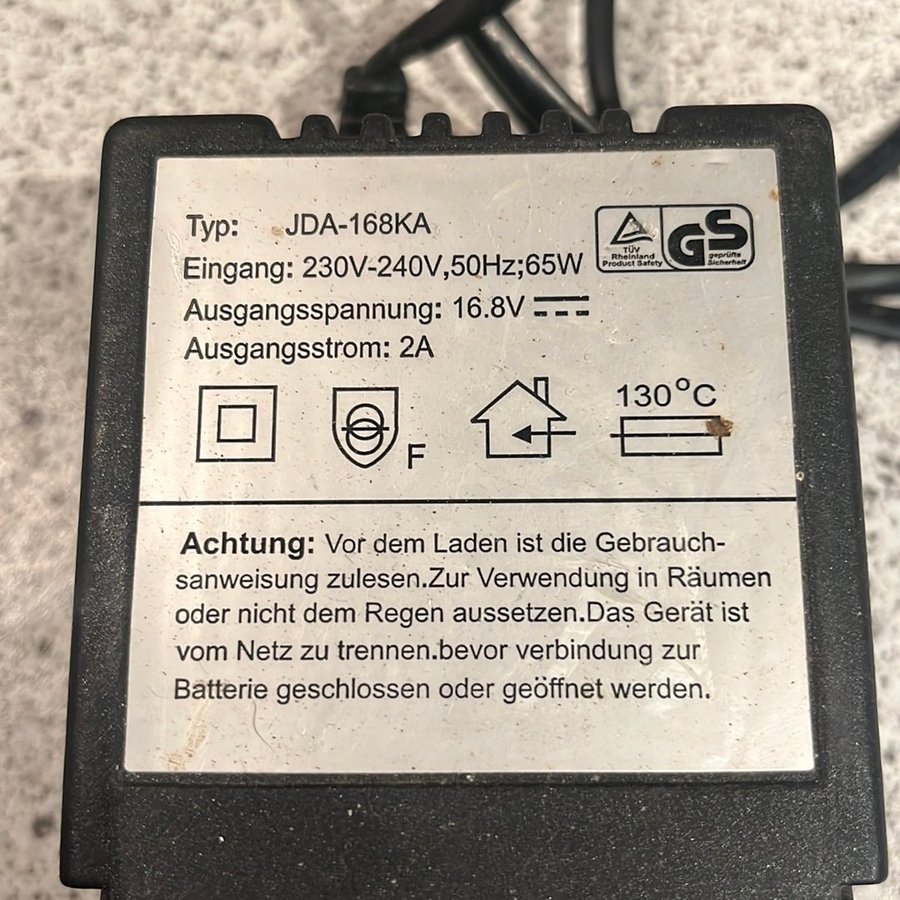 Typ: JDA-168KA
Eingang: 230V-240V,50Hz;65W
Ausgangsspannung: 16.8V
Ausgangsstrom: 2A
TÜV
Rheinland
Product Safety
GS
geprüfte
Sicherheit
F
130°C
Achtung: Vor dem Laden ist die Gebrauch-
sanweisung zulesen.Zur Verwendung in Räumen
oder nicht dem Regen aussetzen.Das Gerät ist
vom Netz zu trennen.bevor verbindung zur
Batterie geschlossen oder geöffnet werden.